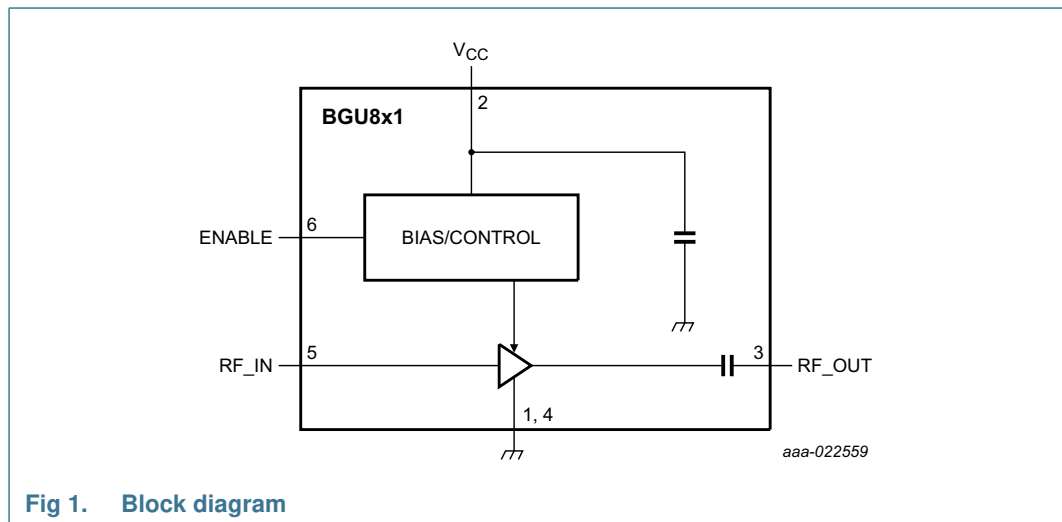 VCC
2
BGU8x1
6
ENABLE
BIAS/CONTROL
5
RF_IN
3
RF_OUT
1, 4
aaa-022559
Fig 1. Block diagram